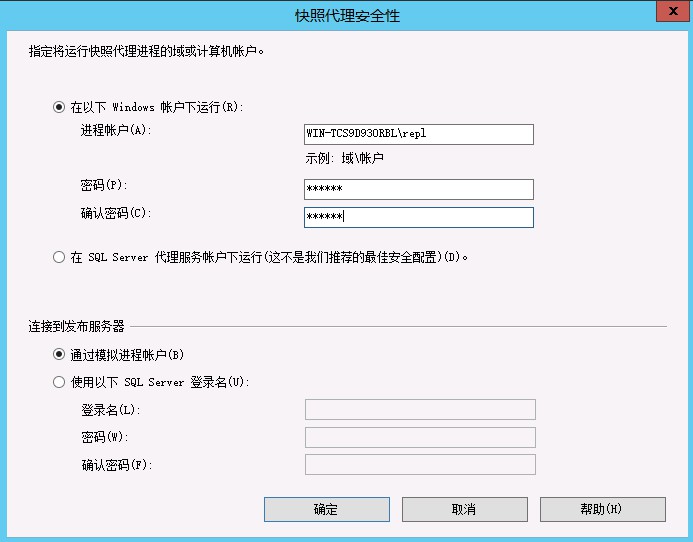 快照代理安全性
x
指定将运行快照代理进程的域或计算机帐户。
在以下 Windows 帐户下运行(R):
进程帐户(A):
WIN-TCS9D93ORBL\repl
示例: 域\帐户
密码(P):
******
确认密码(C):
******
在 SQL Server 代理服务帐户下运行(这不是我们推荐的最佳安全配置)(D)。
连接到发布服务器
通过模拟进程帐户(B)
使用以下 SQL Server 登录名(U):
登录名(L):
密码(W):
确认密码(F):
确定
取消
帮助(H)